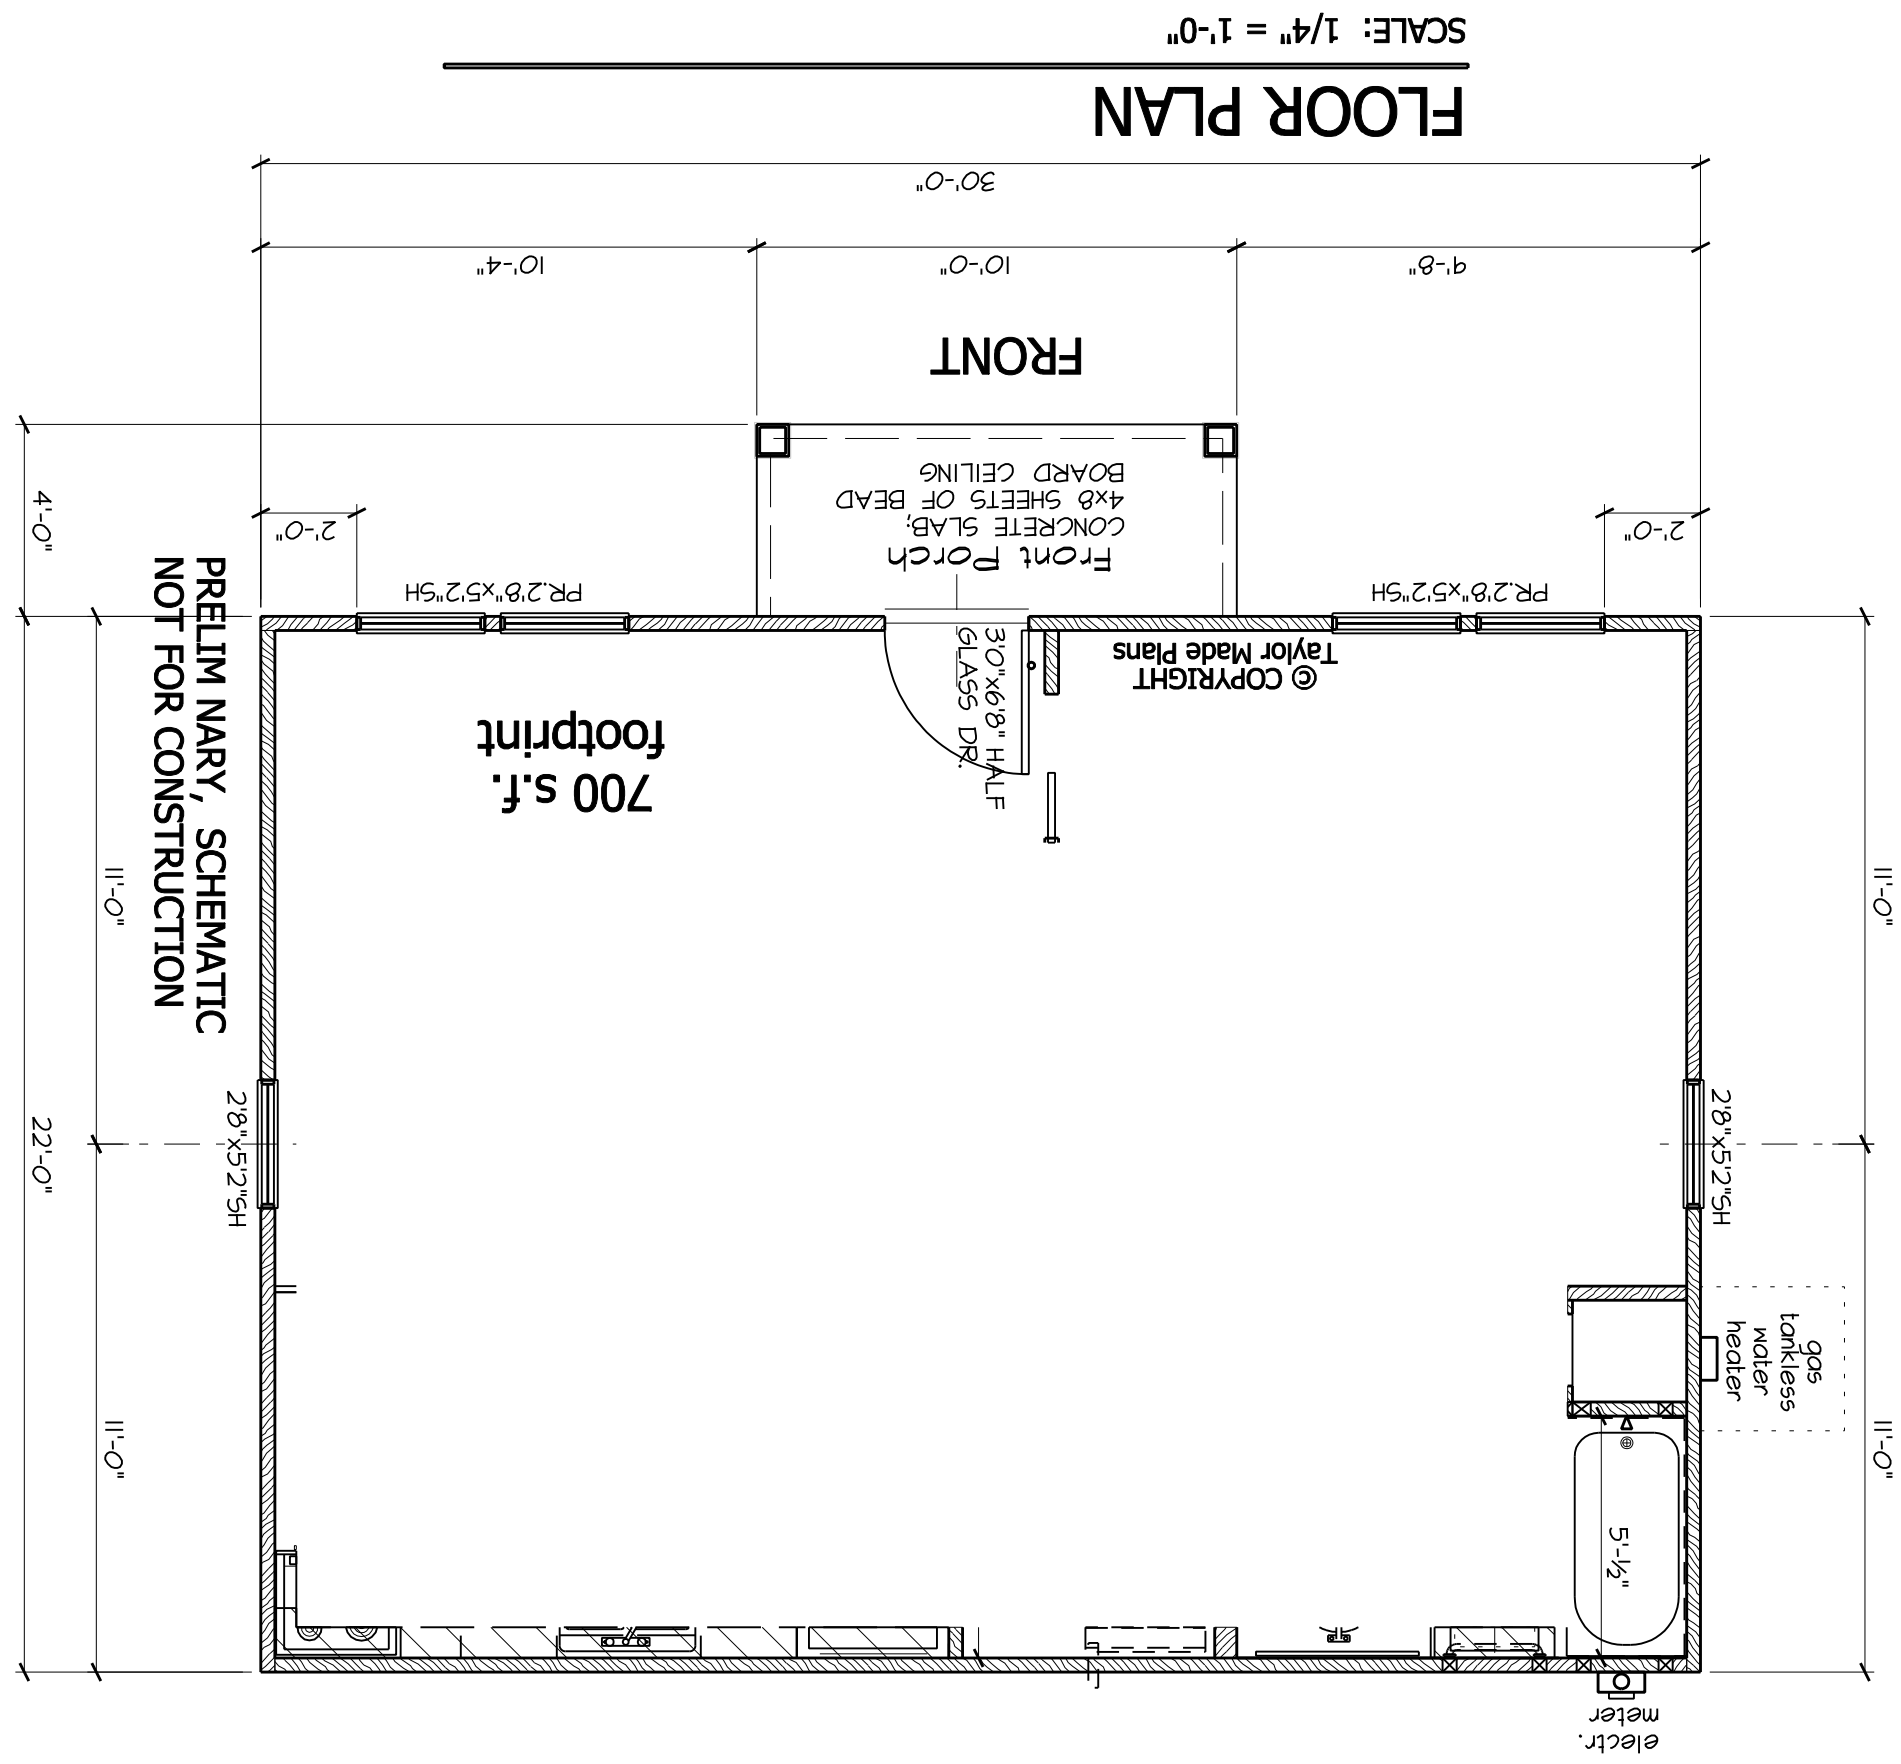 SCALE: 1/4" = 1'-0"
FLOOR PLAN
30'-0"
10'-4"
10'-0"
9'-8"
FRONT
4'-0"
2'-0"
2'-0"
Front Porch
CONCRETE SLAB,
4x8 SHEETS OF BEAD
BOARD CEILING
PR.2'8"x5'2"SH
PR.2'8"x5'2"SH
© COPYRIGHT
Taylor Made Plans
3'0"x6'8" HALF
GLASS DR.
700 s.f.
footprint
PRELIM NARY, SCHEMATIC
NOT FOR CONSTRUCTION
11'-0"
11'-0"
22'-0"
2'8"x5'2"SH
2'8"x5'2"SH
gas
tankless
water
heater
11'-0"
11'-0"
5'-½"
electr.
meter